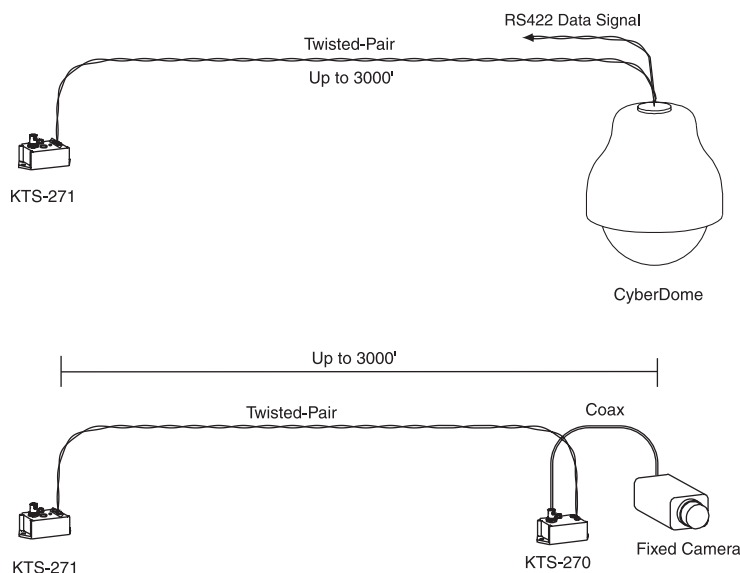 RS422 Data Signal
Twisted-Pair
Up to 3000'
KTS-271
CyberDome
Up to 3000'
Twisted-Pair
Coax
KTS-271
KTS-270
Fixed Camera